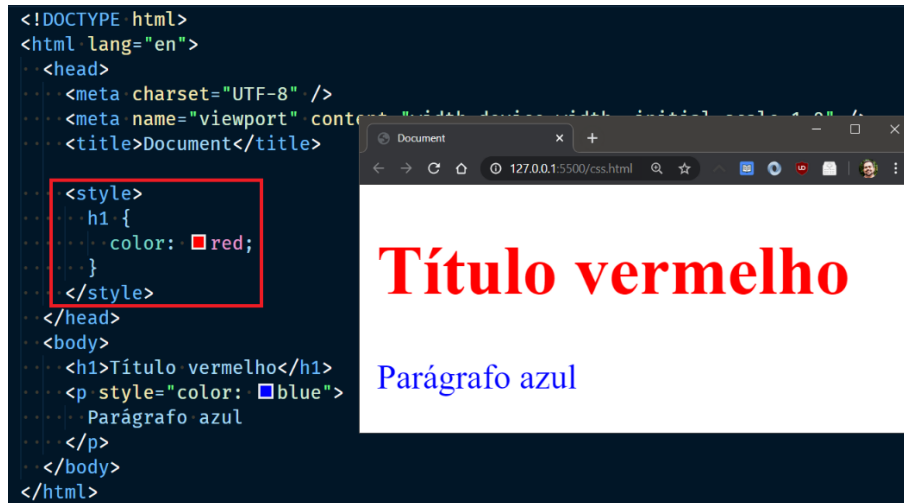 <!DOCTYPE html>
<html lang="en">
<head>
<meta charset="UTF-8" />
<meta name="viewport" content
<title>Document</title>
<style>
h1 {
color: red;
}
</style>
</head>
<body>
<h1>Título vermelho</h1>
<p style="color: blue">
Parágrafo azul
</p>
</body>
</html>
Document
127.0.0.1:5500/css.html
Título vermelho
Parágrafo azul